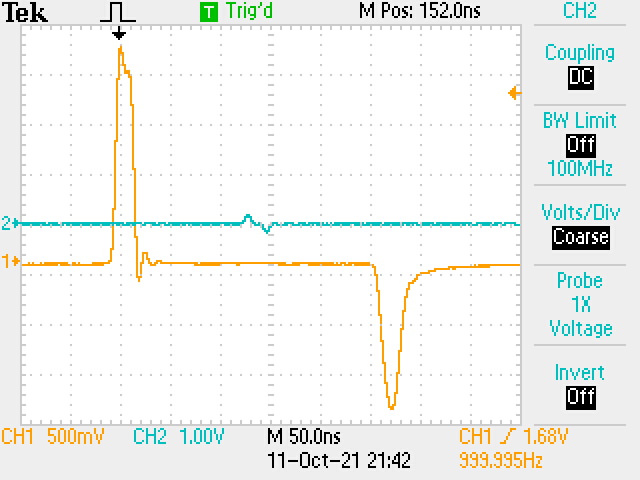 Tek T Trig'd M Pos: 152.0ns CH2
Coupling
DC
BW Limit
Off
100MHz
Volts/Div
Coarse
Probe
1X
Voltage
Invert
Off
2
1
CH1 500mV CH2 1.00V M 50.0ns CH1 1.68V
11-Oct-21 21:42 999.995Hz